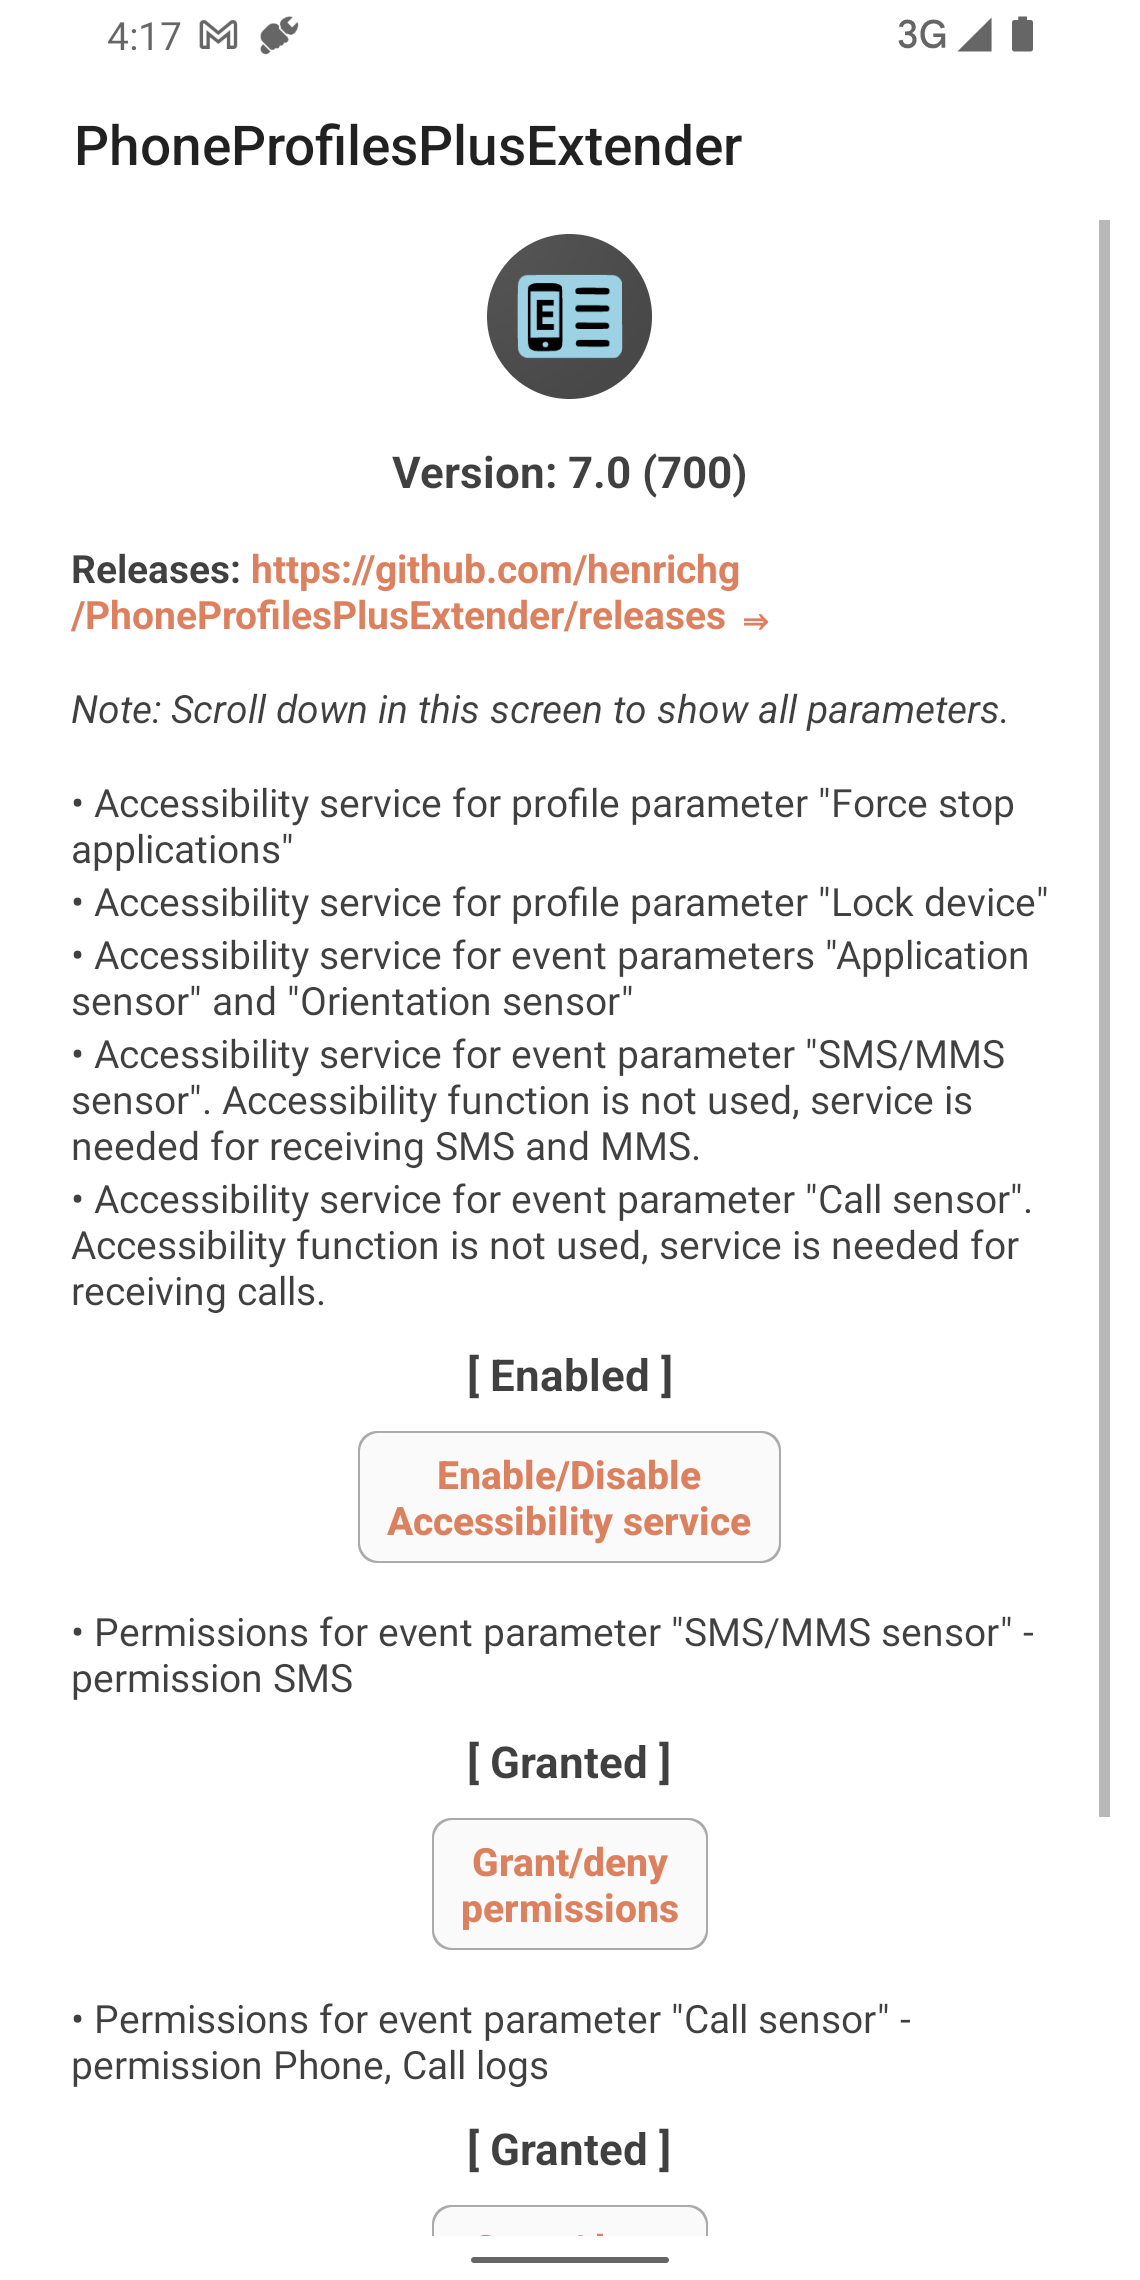 4:17
3G
PhoneProfilesPlusExtender
E
Version: 7.0 (700)
Releases: https://github.com/henrichg
/PhoneProfilesPlusExtender/releases ⇒
Note: Scroll down in this screen to show all parameters.
• Accessibility service for profile parameter "Force stop
applications"
• Accessibility service for profile parameter "Lock device"
• Accessibility service for event parameters "Application
sensor" and "Orientation sensor"
• Accessibility service for event parameter "SMS/MMS
sensor". Accessibility function is not used, service is
needed for receiving SMS and MMS.
• Accessibility service for event parameter "Call sensor".
Accessibility function is not used, service is needed for
receiving calls.
[ Enabled ]
Enable/Disable
Accessibility service
• Permissions for event parameter "SMS/MMS sensor" -
permission SMS
[ Granted ]
Grant/deny
permissions
• Permissions for event parameter "Call sensor" -
permission Phone, Call logs
[ Granted ]